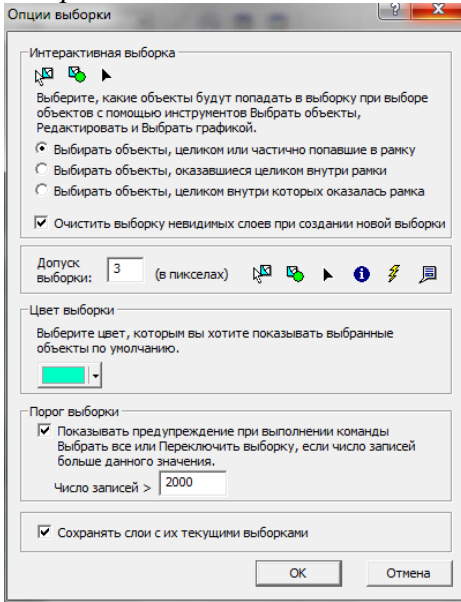 Опции выборки
Интерактивная выборка
Выберите, какие объекты будут попадать в выборку при выборе
объектов с помощью инструментов Выбрать объекты,
Редактировать и Выбрать графикой.
Выбирать объекты, целиком или частично попавшие в рамку
Выбирать объекты, оказавшиеся целиком внутри рамки
Выбирать объекты, целиком внутри которых оказалась рамка
Очистить выборку невидимых слоев при создании новой выборки
Допуск
выборки: 3 (в пикселах)
Цвет выборки
Выберите цвет, которым вы хотите показывать выбранные
объекты по умолчанию.
Порог выборки
Показывать предупреждение при выполнении команды
Выбрать все или Переключить выборку, если число записей
больше данного значения.
Число записей > 2000
Сохранять слои с их текущими выборками
OK Отмена